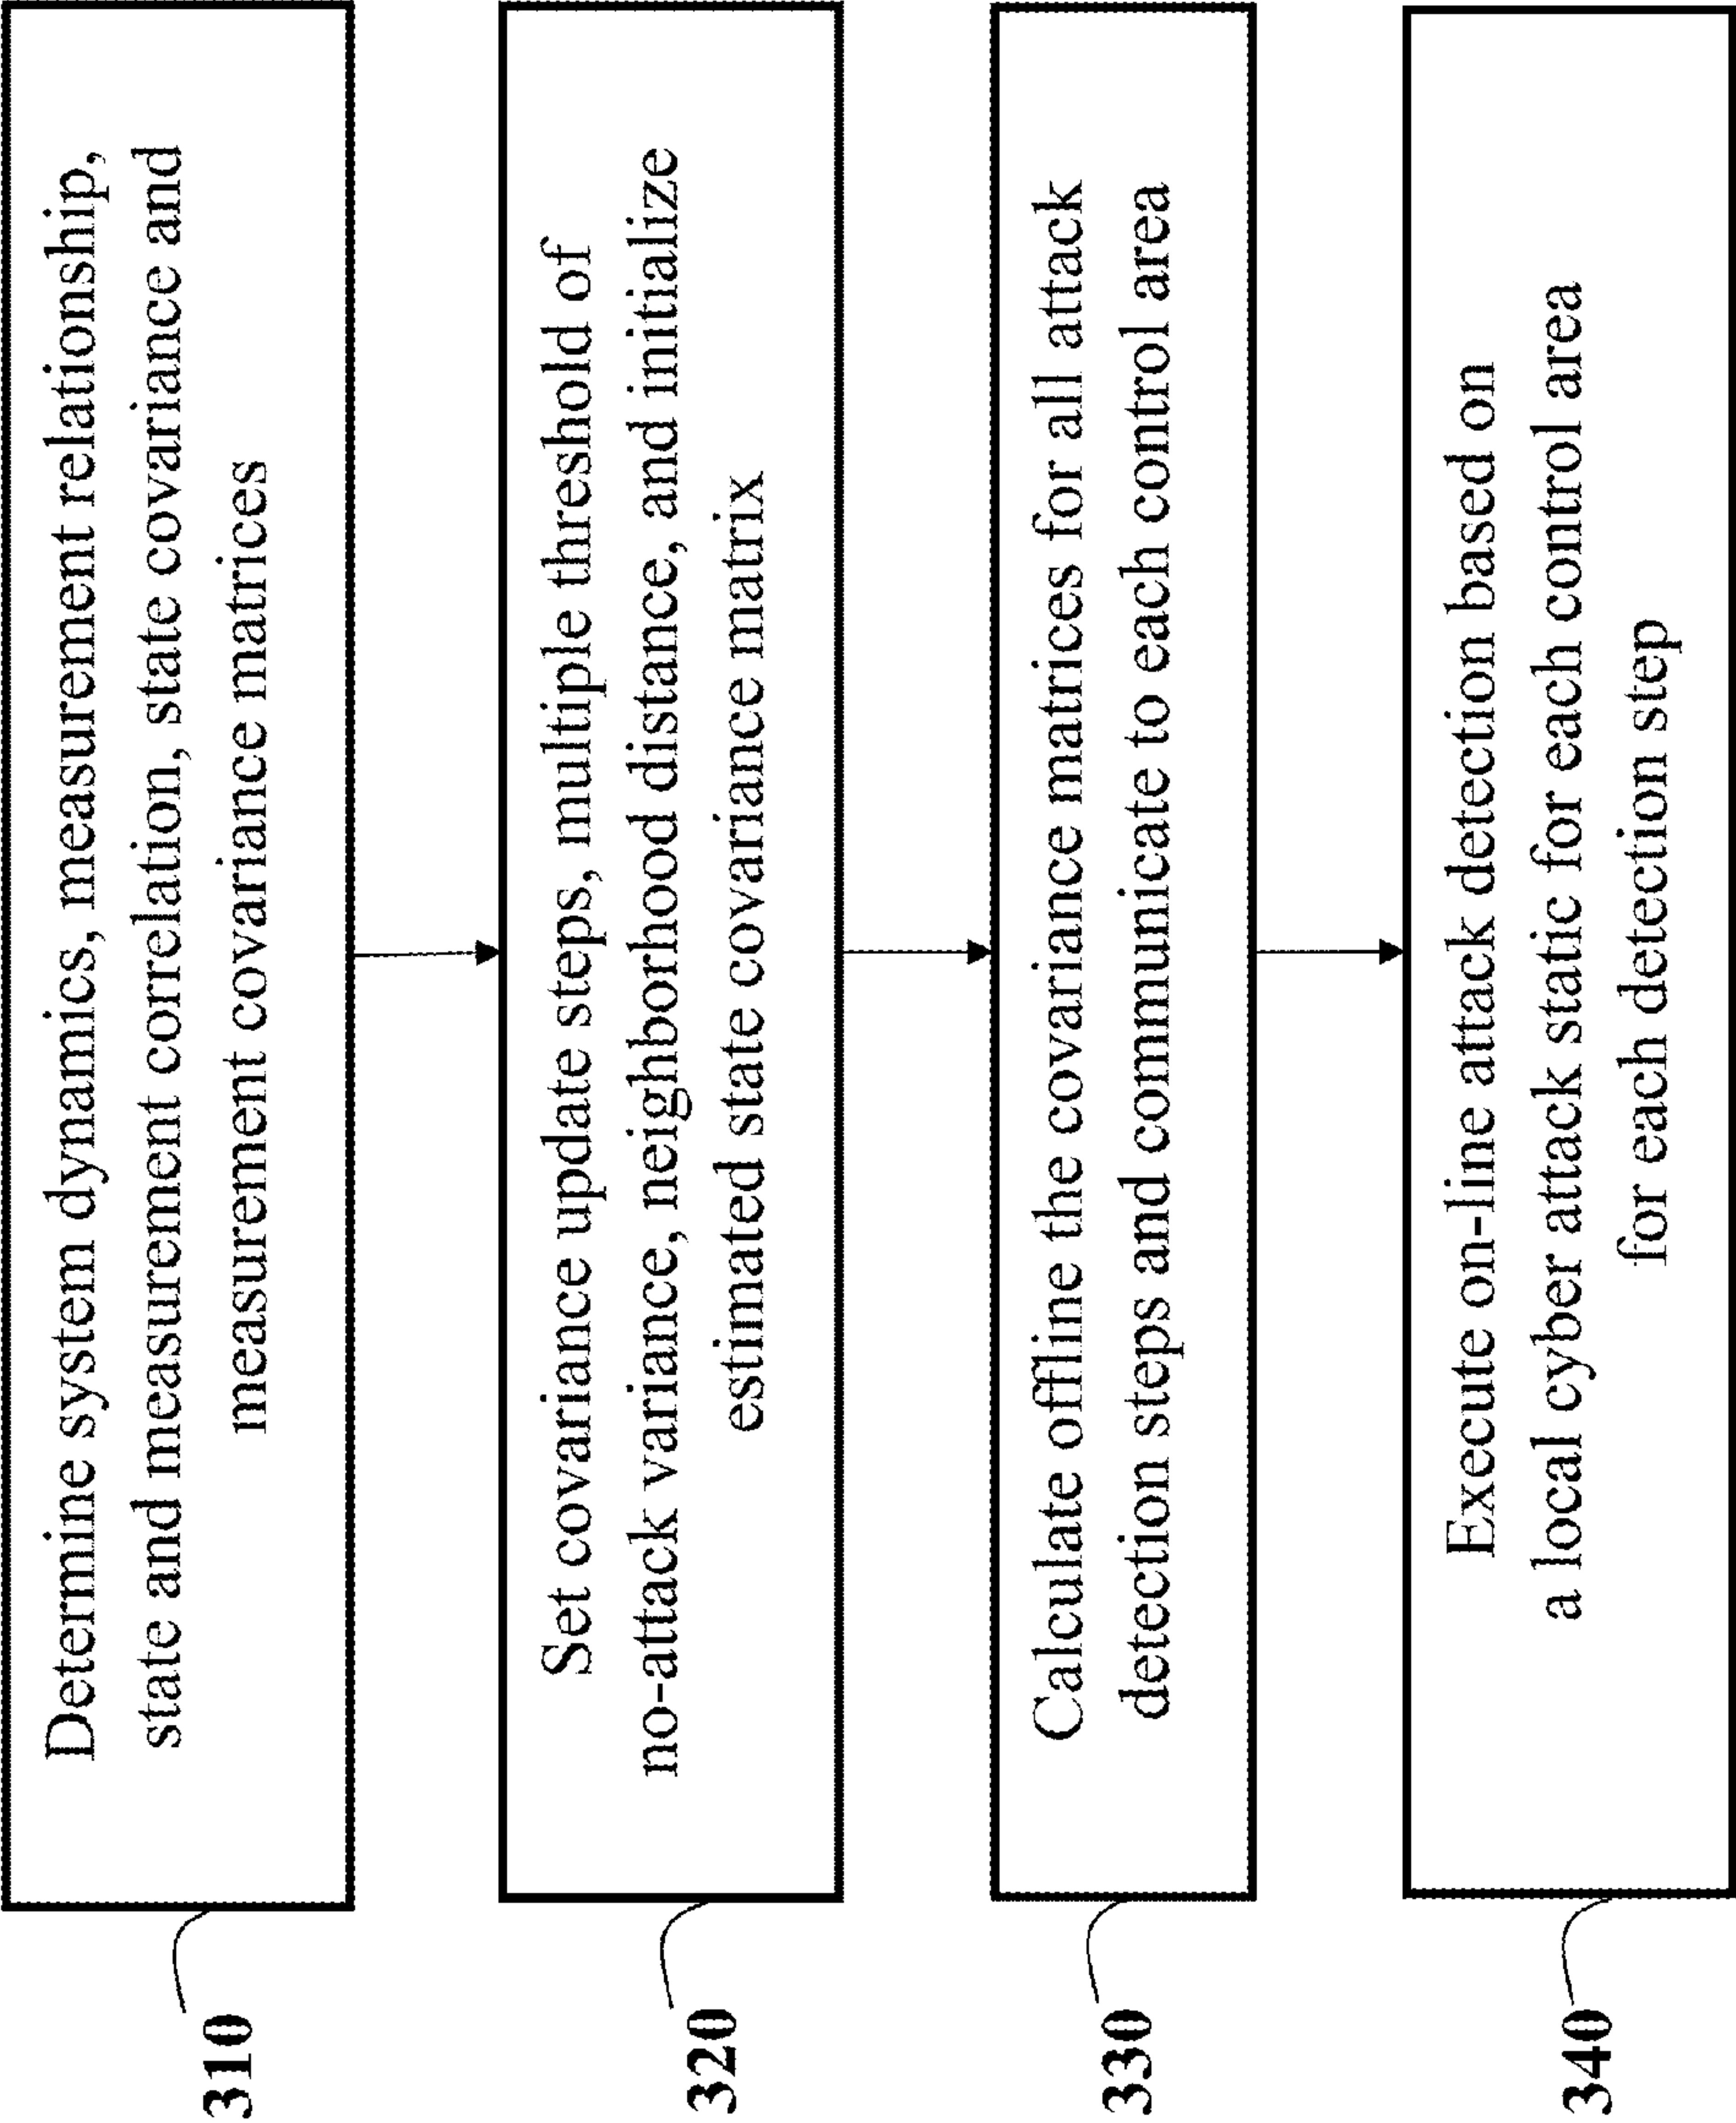 310
Determine system dynamics, measurement relationship,
state and measurement correlation, state covariance and
measurement covariance matrices
320
Set covariance update steps, multiple threshold of
no-attack variance, neighborhood distance, and initialize
estimated state covariance matrix
330
Calculate offline the covariance matrices for all attack
detection steps and communicate to each control area
340
Execute on-line attack detection based on
a local cyber attack static for each control area
for each detection step